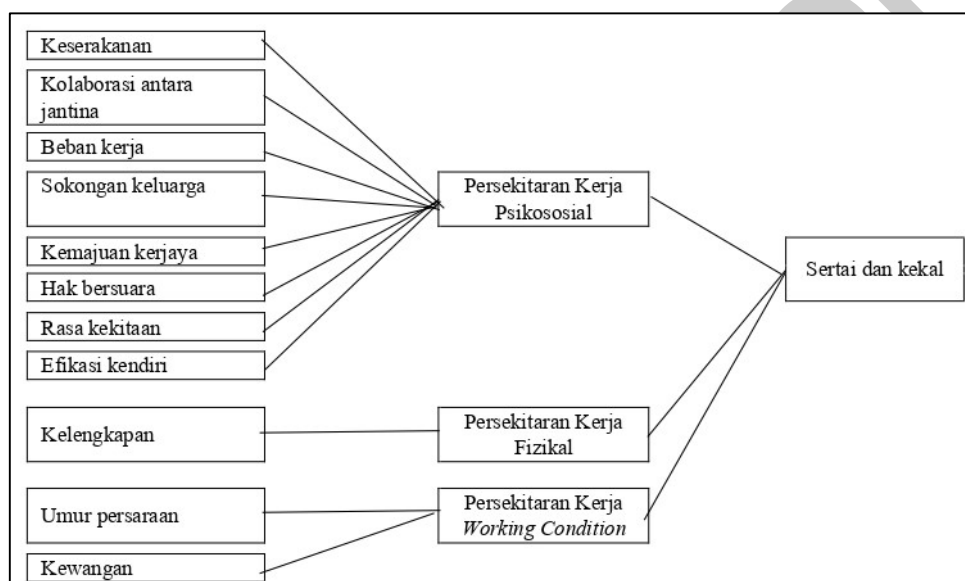 Keserakanan
Kolaborasi antara
jantina
Beban kerja
Sokongan keluarga
Kemajuan kerjaya
Hak bersuara
Rasa kekitaan
Efikasi kendiri
Kelengkapan
Umur persaraan
Kewangan
Persekitaran Kerja
Psikososial
Persekitaran Kerja
Fizikal
Persekitaran Kerja
Working Condition
Sertai dan kekal